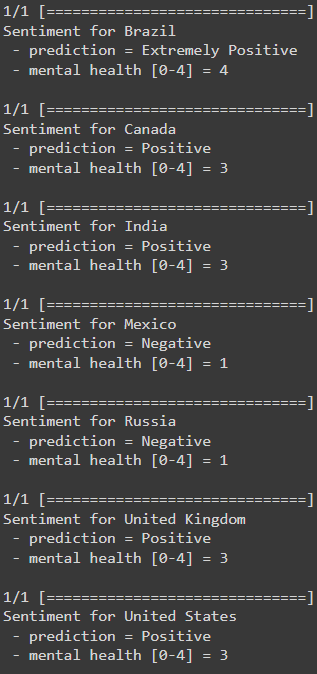 1/1 [==============================]
Sentiment for Brazil
 - prediction = Extremely Positive
 - mental health [0-4] = 4

1/1 [==============================]
Sentiment for Canada
 - prediction = Positive
 - mental health [0-4] = 3

1/1 [==============================]
Sentiment for India
 - prediction = Positive
 - mental health [0-4] = 3

1/1 [==============================]
Sentiment for Mexico
 - prediction = Negative
 - mental health [0-4] = 1

1/1 [==============================]
Sentiment for Russia
 - prediction = Negative
 - mental health [0-4] = 1

1/1 [==============================]
Sentiment for United Kingdom
 - prediction = Positive
 - mental health [0-4] = 3

1/1 [==============================]
Sentiment for United States
 - prediction = Positive
 - mental health [0-4] = 3